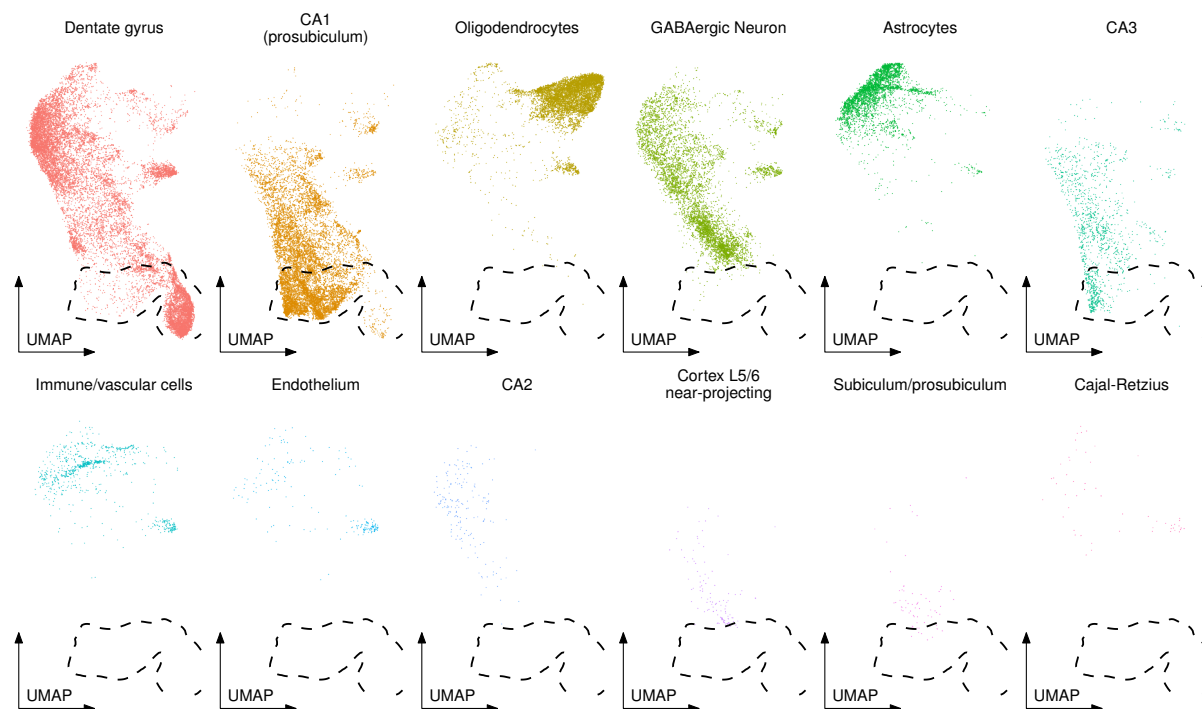 Dentate gyrus
CA1
(prosubiculum)
Oligodendrocytes
GABAergic Neuron
Astrocytes
CA3
UMAP
UMAP
UMAP
UMAP
UMAP
UMAP
Immune/vascular cells
Endothelium
CA2
Cortex L5/6
near-projecting
Subiculum/prosubiculum
Cajal-Retzius
UMAP
UMAP
UMAP
UMAP
UMAP
UMAP